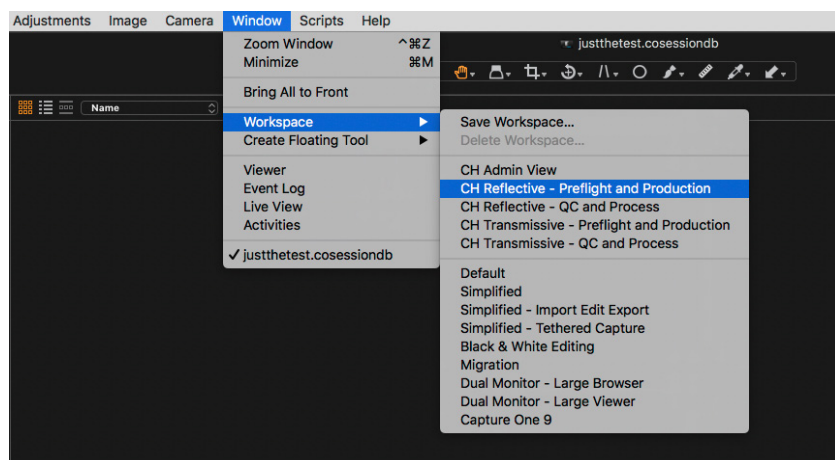 Adjustments Image Camera Window Scripts Help
justthetest.cosessiondb
Name
Zoom Window ^⌘Z
Minimize ⌘M
Bring All to Front
Workspace
Create Floating Tool
Viewer
Event Log
Live View
Activities
✓ justthetest.cosessiondb
Save Workspace...
Delete Workspace...
CH Admin View
CH Reflective - Preflight and Production
CH Reflective - QC and Process
CH Transmissive - Preflight and Production
CH Transmissive - QC and Process
Default
Simplified
Simplified - Import Edit Export
Simplified - Tethered Capture
Black & White Editing
Migration
Dual Monitor - Large Browser
Dual Monitor - Large Viewer
Capture One 9